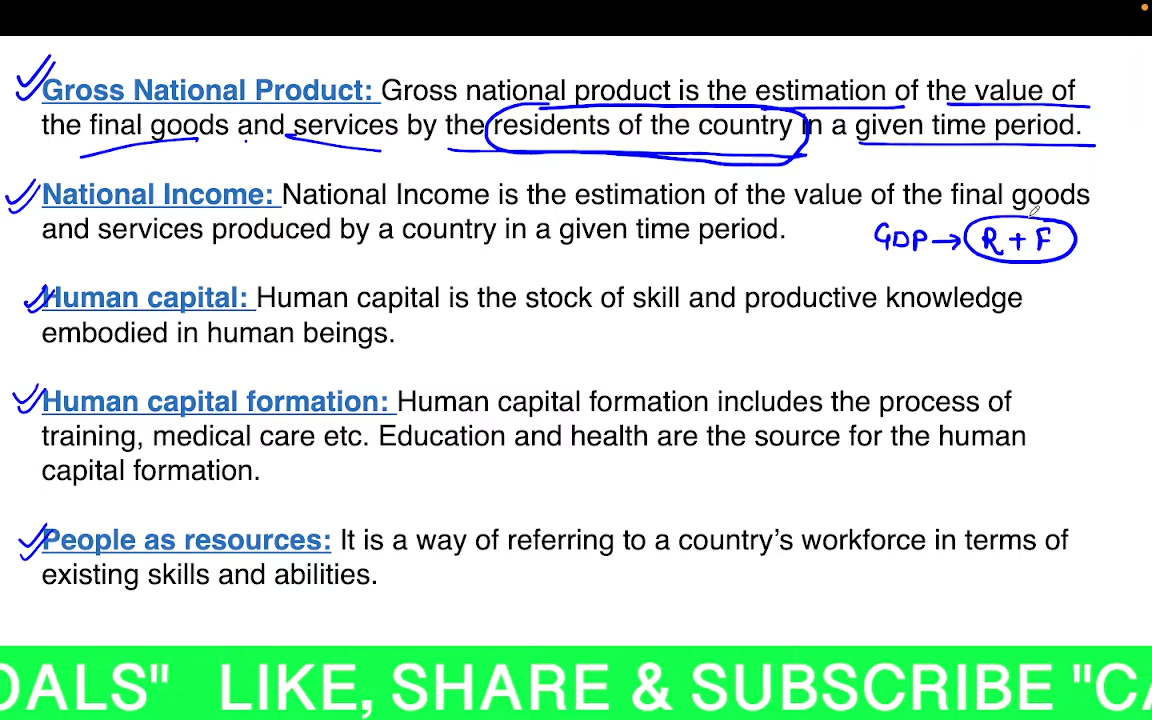 Gross National Product: Gross national product is the estimation of the value of
the final goods and services by the residents of the country in a given time period.
National Income: National Income is the estimation of the value of the final goods
and services produced by a country in a given time period.
GDP → R + F
Human capital: Human capital is the stock of skill and productive knowledge
embodied in human beings.
Human capital formation: Human capital formation includes the process of
training, medical care etc. Education and health are the source for the human
capital formation.
People as resources: It is a way of referring to a country's workforce in terms of
existing skills and abilities.
OALS" LIKE, SHARE & SUBSCRIBE "CA